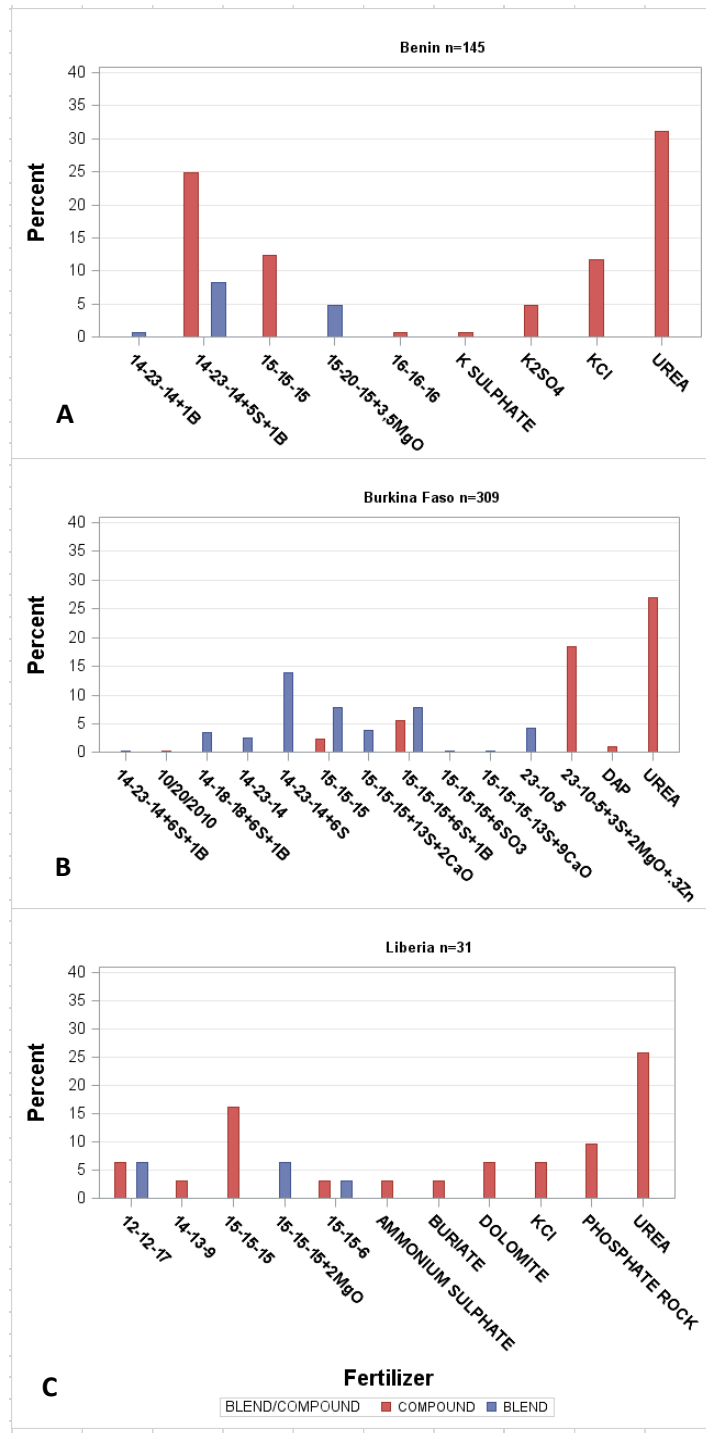 Benin n=145
Percent
40
35
30
25
20
15
10
5
0
14-23-14+1B
14-23-14+5S+1B
15-15-15
15-20-15+3,5MgO
16-16-16
K SULPHATE
K2SO4
KCl
UREA
A
Burkina Faso n=309
Percent
40
35
30
25
20
15
10
5
0
14-23-14+6S+1B
10/20/2010
14-18-18+6S+1B
14-23-14
14-23-14+6S
15-15-15
15-15-15+13S+2CaO
15-15-15+6S+1B
15-15-15+6SO3
15-15-15-13S+9CaO
23-10-5
23-10-5+3S+2MgO+.3Zn
DAP
UREA
B
Liberia n=31
Percent
40
35
30
25
20
15
10
5
0
12-12-17
14-13-9
15-15-15
15-15-15+2MgO
15-15-6
AMMONIUM SULPHATE
BURIATE
DOLOMITE
KCl
PHOSPHATE ROCK
UREA
C
Fertilizer
BLEND/COMPOUND COMPOUND BLEND